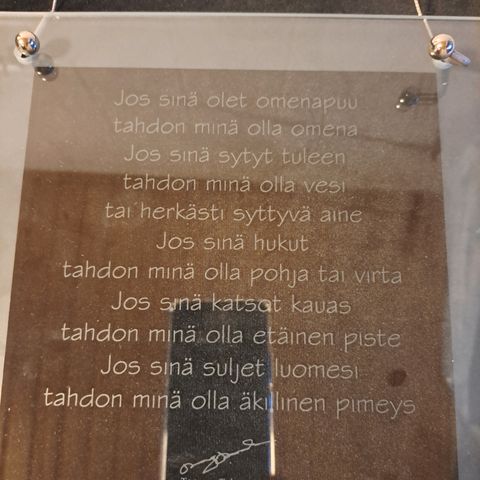 Jos sinä olet omenapuu
tahdon minä olla omena
Jos sinä sytyt tuleen
tahdon minä olla vesi
tai herkästi syttyvä aine
Jos sinä hukut
tahdon minä olla pohja tai virta
Jos sinä katsot kauas
tahdon minä olla etäinen piste
Jos sinä suljet luomesi
tahdon minä olla äkillinen pimeys